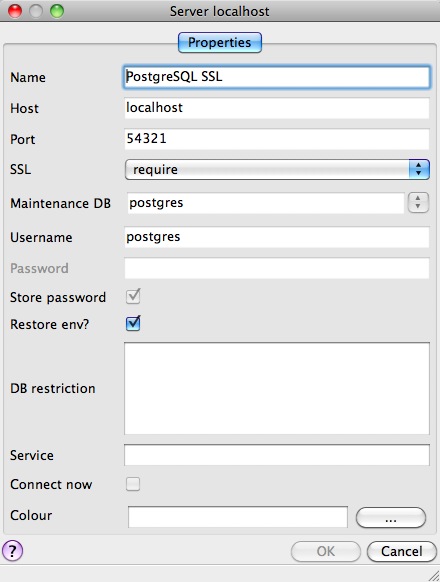 Server localhost
Properties
Name PostgreSQL SSL
Host localhost
Port 54321
SSL require
Maintenance DB postgres
Username postgres
Password
Store password
Restore env?
DB restriction
Service
Connect now
Colour ...
? OK Cancel